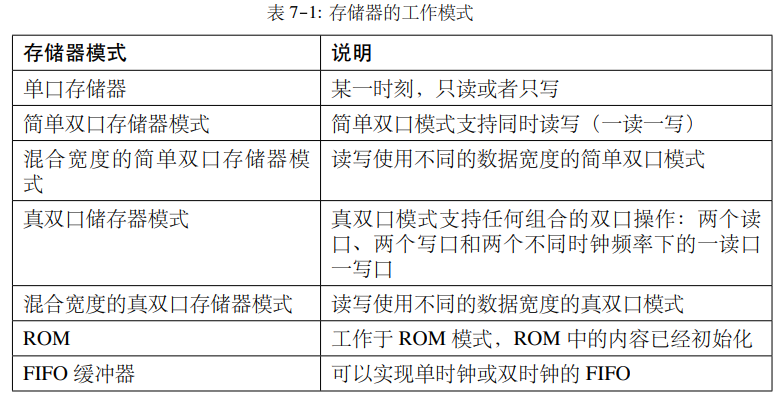 表 7-1: 存储器的工作模式
存储器模式 说明
单口存储器 某一时刻，只读或者只写
简单双口存储器模式 简单双口模式支持同时读写（一读一写）
混合宽度的简单双口存储器模 读写使用不同的数据宽度的简单双口模式
式
真双口储存器模式 真双口模式支持任何组合的双口操作：两个读
口、两个写口和两个不同时钟频率下的一读口
一写口
混合宽度的真双口存储器模式 读写使用不同的数据宽度的真双口模式
ROM 工作于 ROM 模式，ROM 中的内容已经初始化
FIFO 缓冲器 可以实现单时钟或双时钟的 FIFO